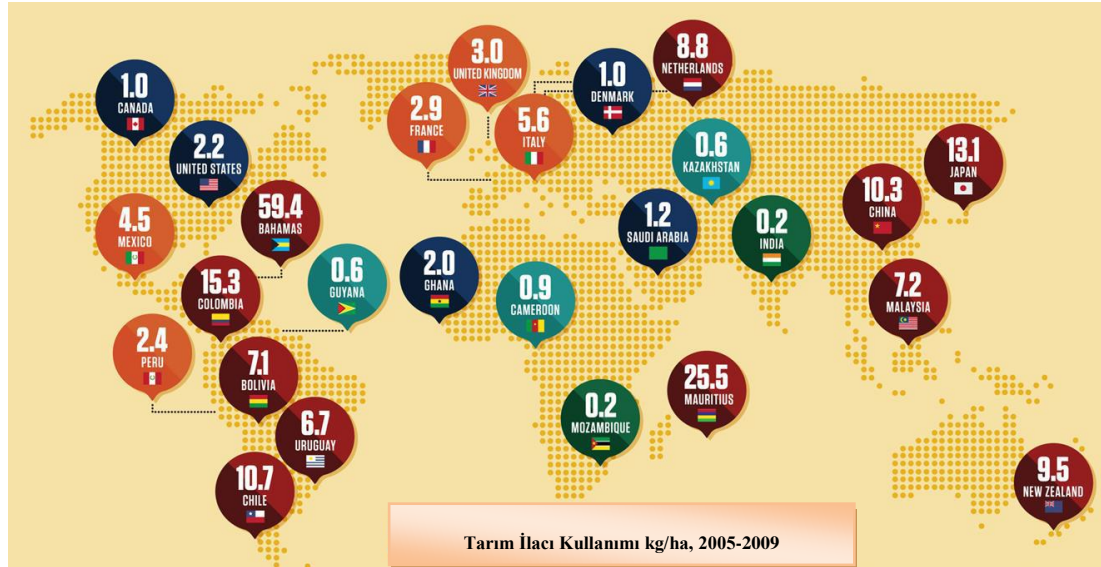 3.0
UNITED KINGDOM
8.8
NETHERLANDS
1.0
CANADA
1.0
DENMARK
2.9
FRANCE
5.6
ITALY
2.2
UNITED STATES
0.6
KAZAKHSTAN
13.1
JAPAN
10.3
CHINA
59.4
BAHAMAS
4.5
MEXICO
1.2
SAUDI ARABIA
0.2
INDIA
15.3
COLOMBIA
0.6
GUYANA
2.0
GHANA
0.9
CAMERDON
7.2
MALAYSIA
2.4
PERU
7.1
BOLIVIA
25.5
MAURITIUS
0.2
MOZAMBIQUE
6.7
URUGUAY
10.7
CHILE
9.5
NEW ZEALAND
Tarım İlacı Kullanımı kg/ha, 2005-2009